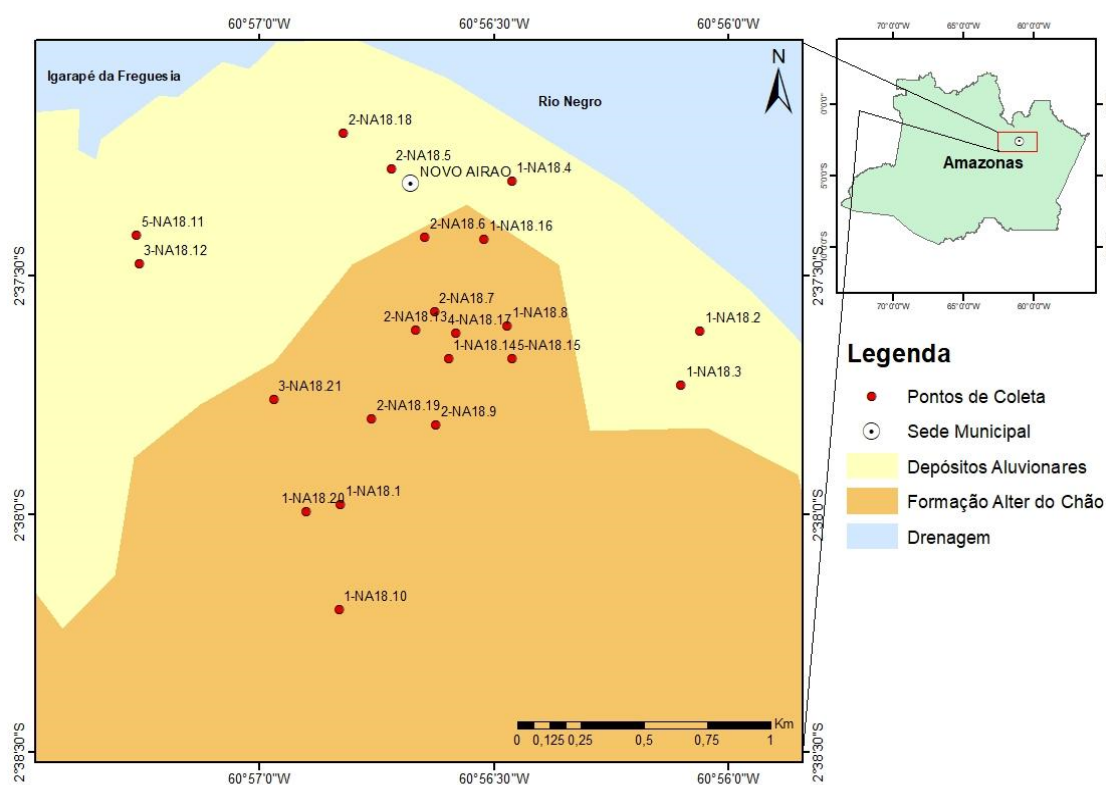 60°57'0"W
60°56'30"W
60°56'0"W
Igarapé da Freguesia
Rio Negro
N
2-NA18.18
2-NA18.5
NOVO AIRAO
1-NA18.4
5-NA18.11
3-NA18.12
2-NA18.6
1-NA18.16
2°37'30"S
2°37'30"S
2-NA18.7
2-NA18.13
4-NA18.17
1-NA18.8
1-NA18.2
1-NA18.14
5-NA18.15
1-NA18.3
3-NA18.21
2-NA18.19
2-NA18.9
1-NA18.20
1-NA18.1
2°38'0"S
2°38'0"S
1-NA18.10
Km
0
0,125
0,25
0,5
0,75
1
2°38'30"S
2°38'30"S
60°57'0"W
60°56'30"W
60°56'0"W
70°0'0"W
65°0'0"W
60°0'0"W
0°0'0"
5°0'0"S
10°0'0"S
Amazonas
70°0'0"W
65°0'0"W
60°0'0"W
Legenda
Pontos de Coleta
Sede Municipal
Depósitos Aluvionares
Formação Alter do Chão
Drenagem